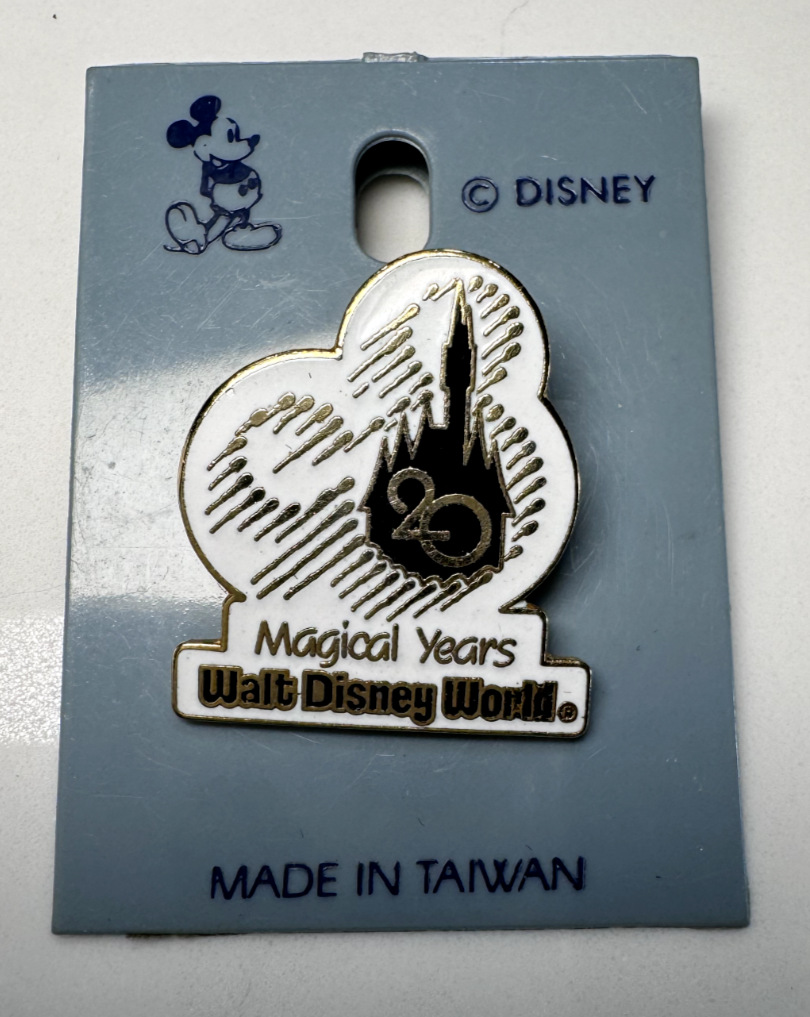 © DISNEY
20
Magical Years
Walt Disney World®
MADE IN TAIWAN